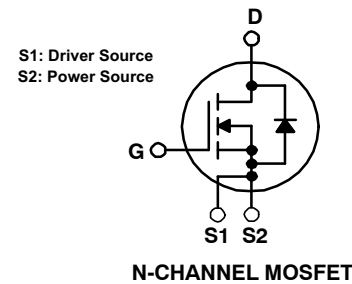 D
S1: Driver Source
S2: Power Source
G
S1 S2
N-CHANNEL MOSFET